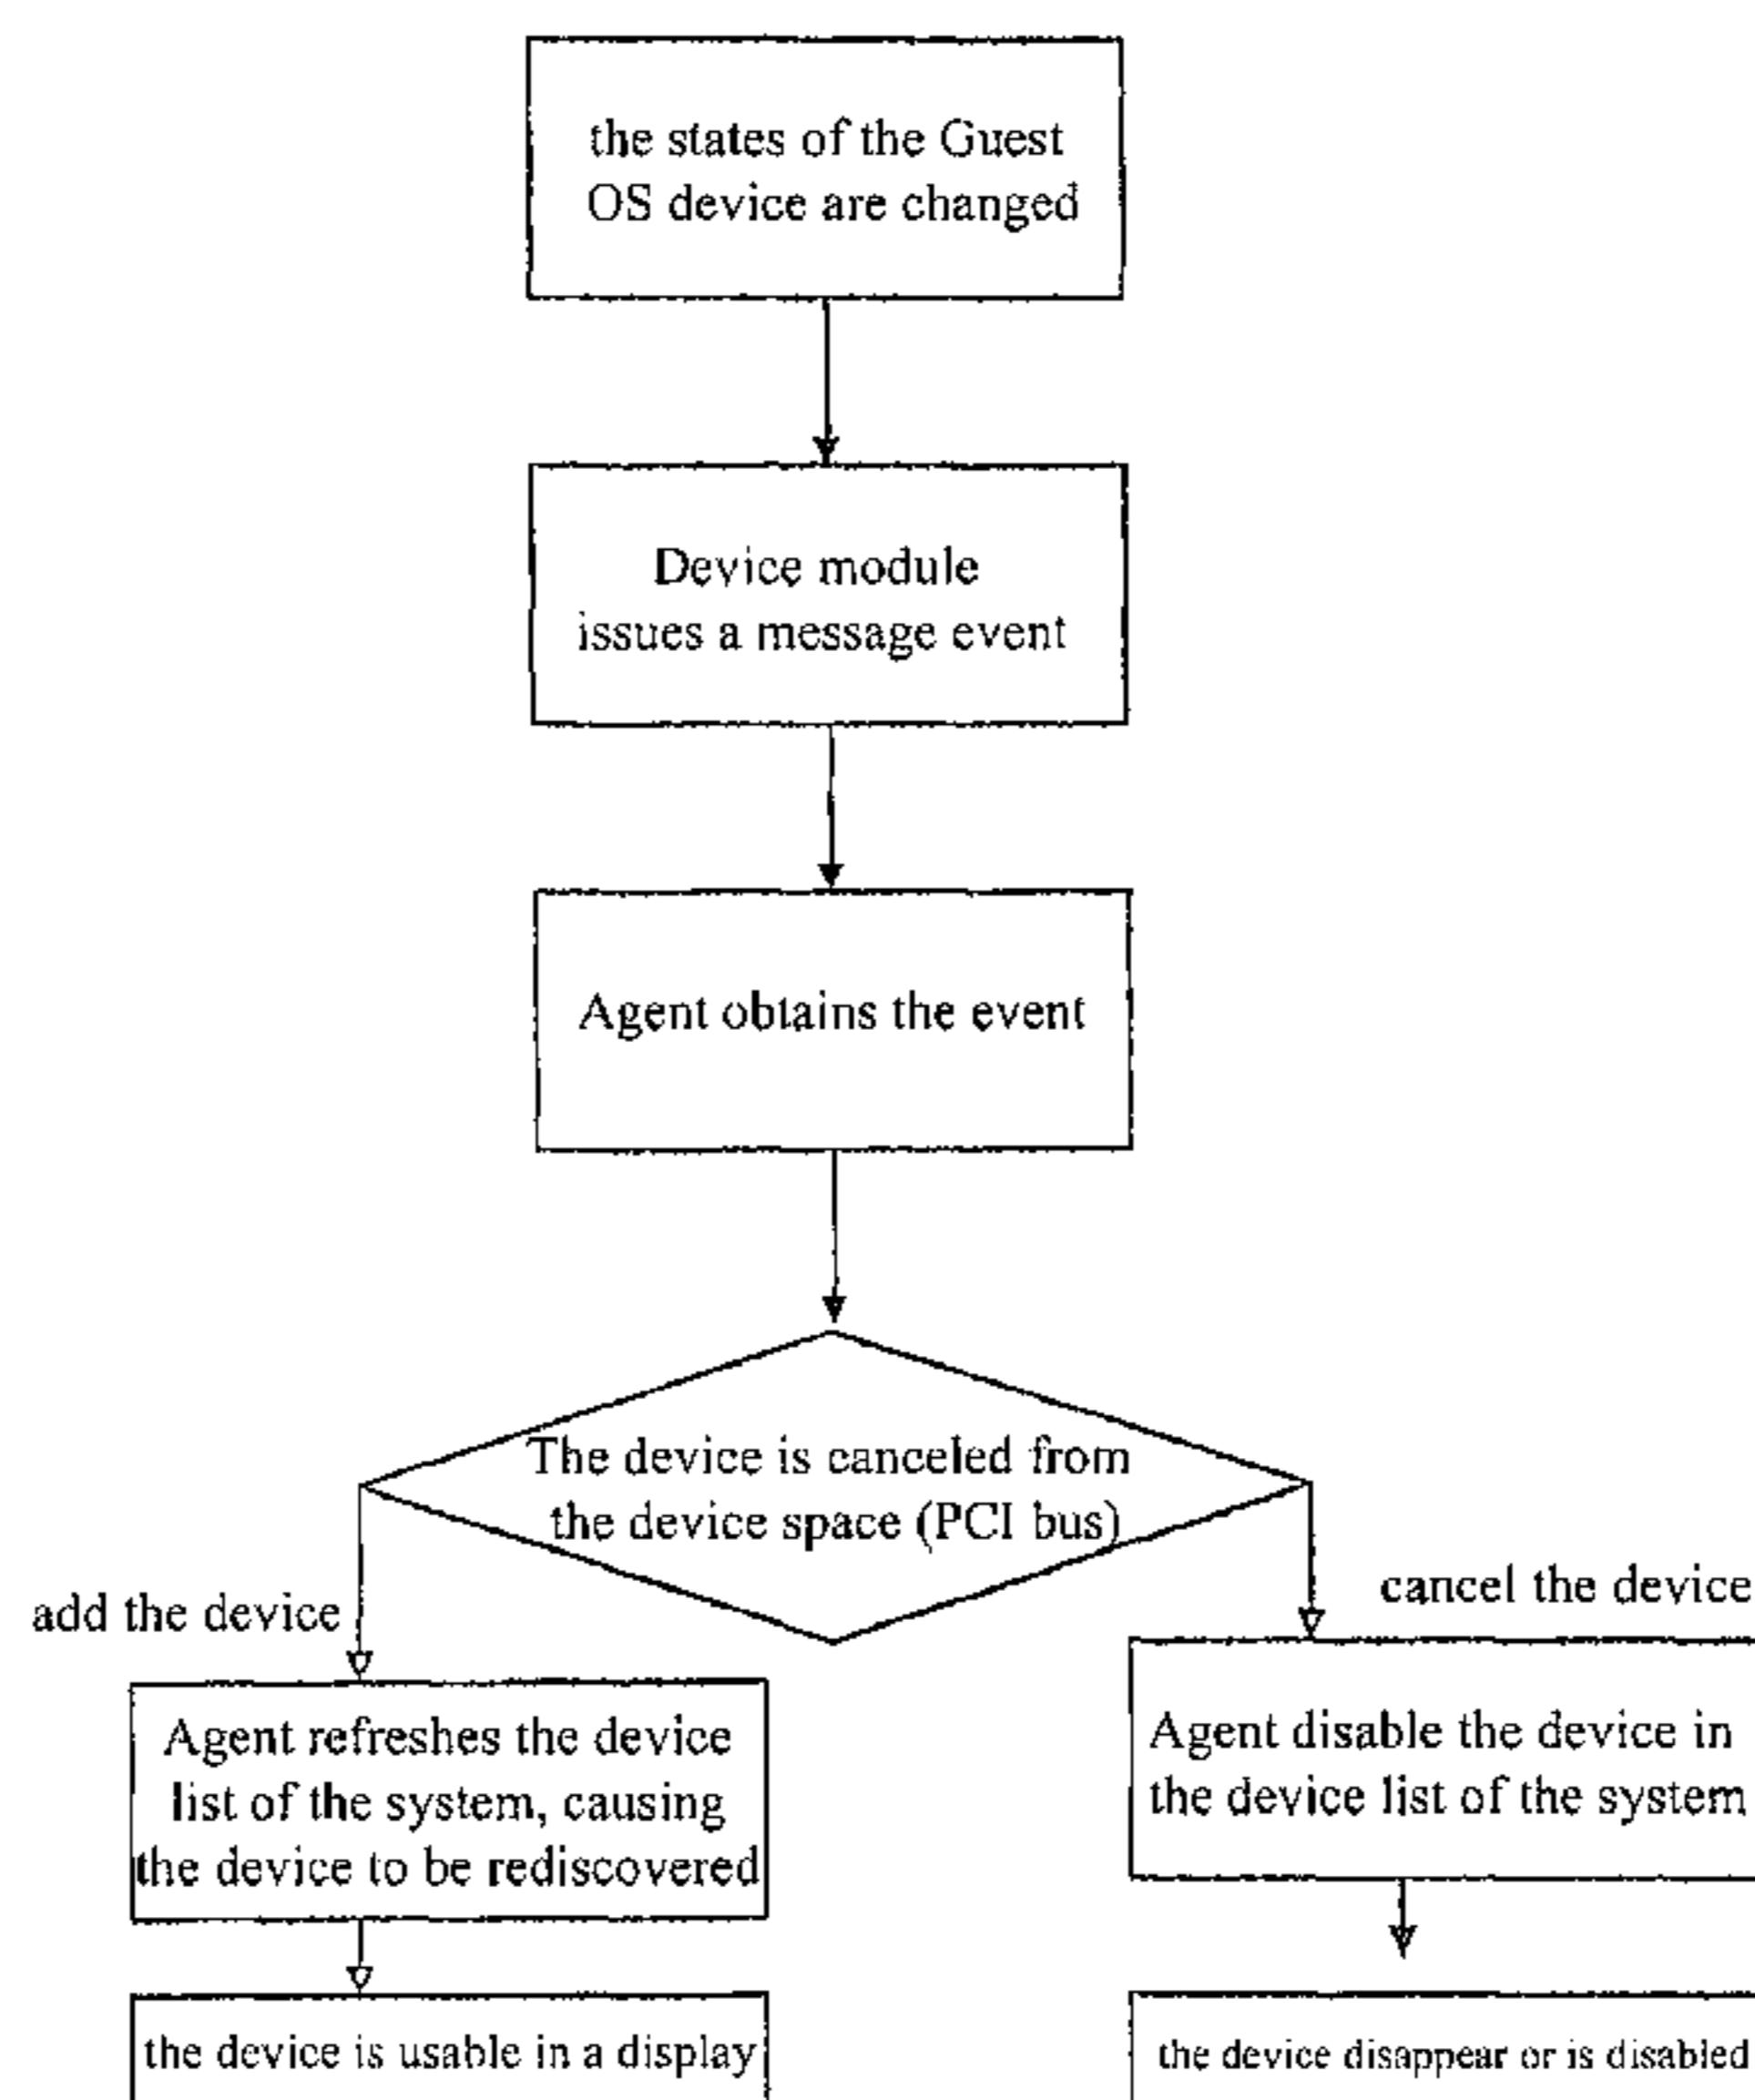 the states of the Guest
OS device are changed
Device module
issues a message event
Agent obtains the event
The device is canceled from
the device space (PCI bus)
add the device
cancel the device
Agent refreshes the device
list of the system, causing
the device to be rediscovered
Agent disable the device in
the device list of the system
the device is usable in a display
the device disappear or is disabled